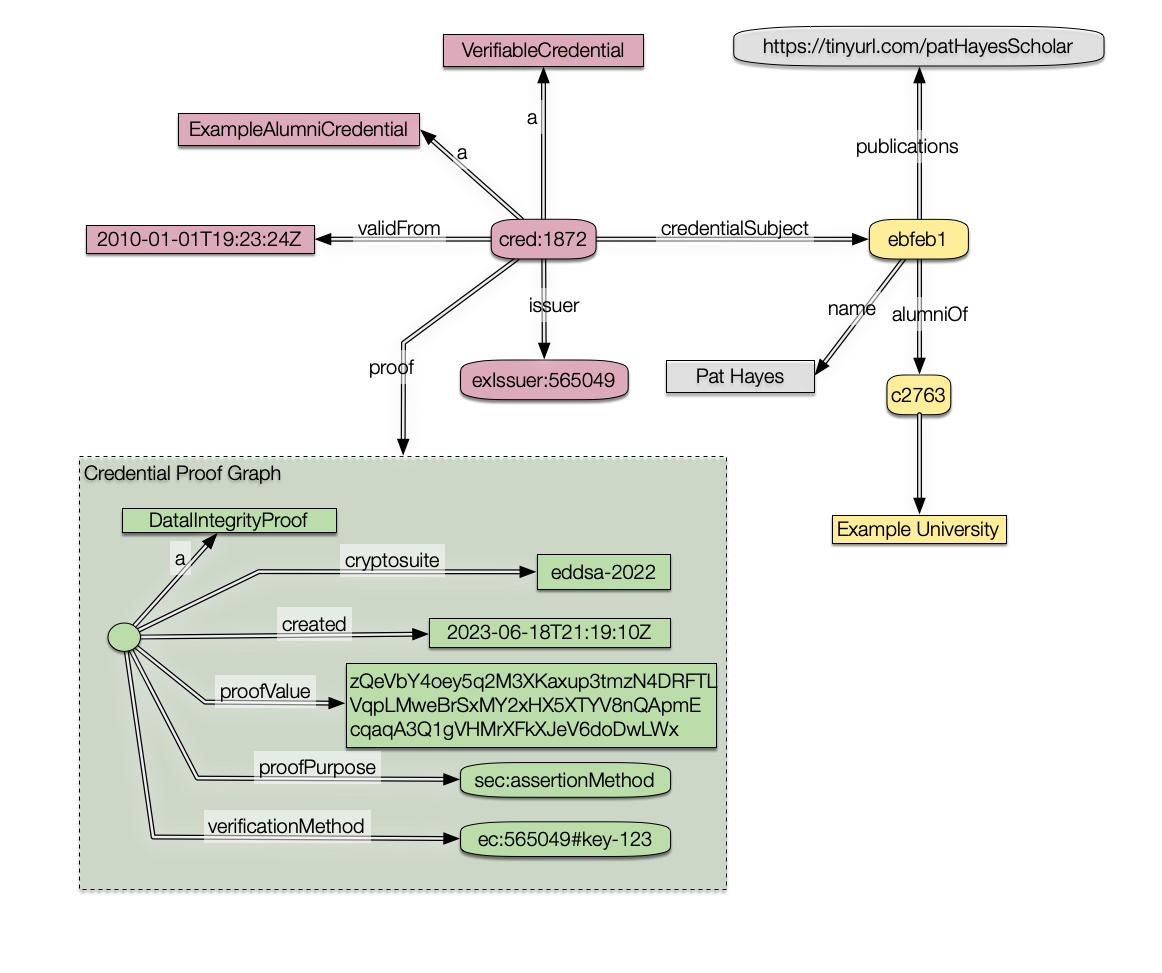 VerifiableCredential
https://tinyurl.com/patHayesScholar
a
ExampleAlumniCredential
a
publications
validFrom
2010-01-01T19:23:24Z
cred:1872
credentialSubject
ebfeb1
issuer
name
alumniOf
proof
exIssuer:565049
Pat Hayes
c2763
Credential Proof Graph
DataIIntegrityProof
Example University
a
cryptosuite
eddsa-2022
created
2023-06-18T21:19:10Z
proofValue
zQeVbY4oey5q2M3XKaxup3tmzN4DRFTL
VqpLMweBrSxMY2xHX5XTYV8nQApmE
cqaqA3Q1gVHMrXFkXJeV6doDwLWx
proofPurpose
sec:assertionMethod
verificationMethod
ec:565049#key-123